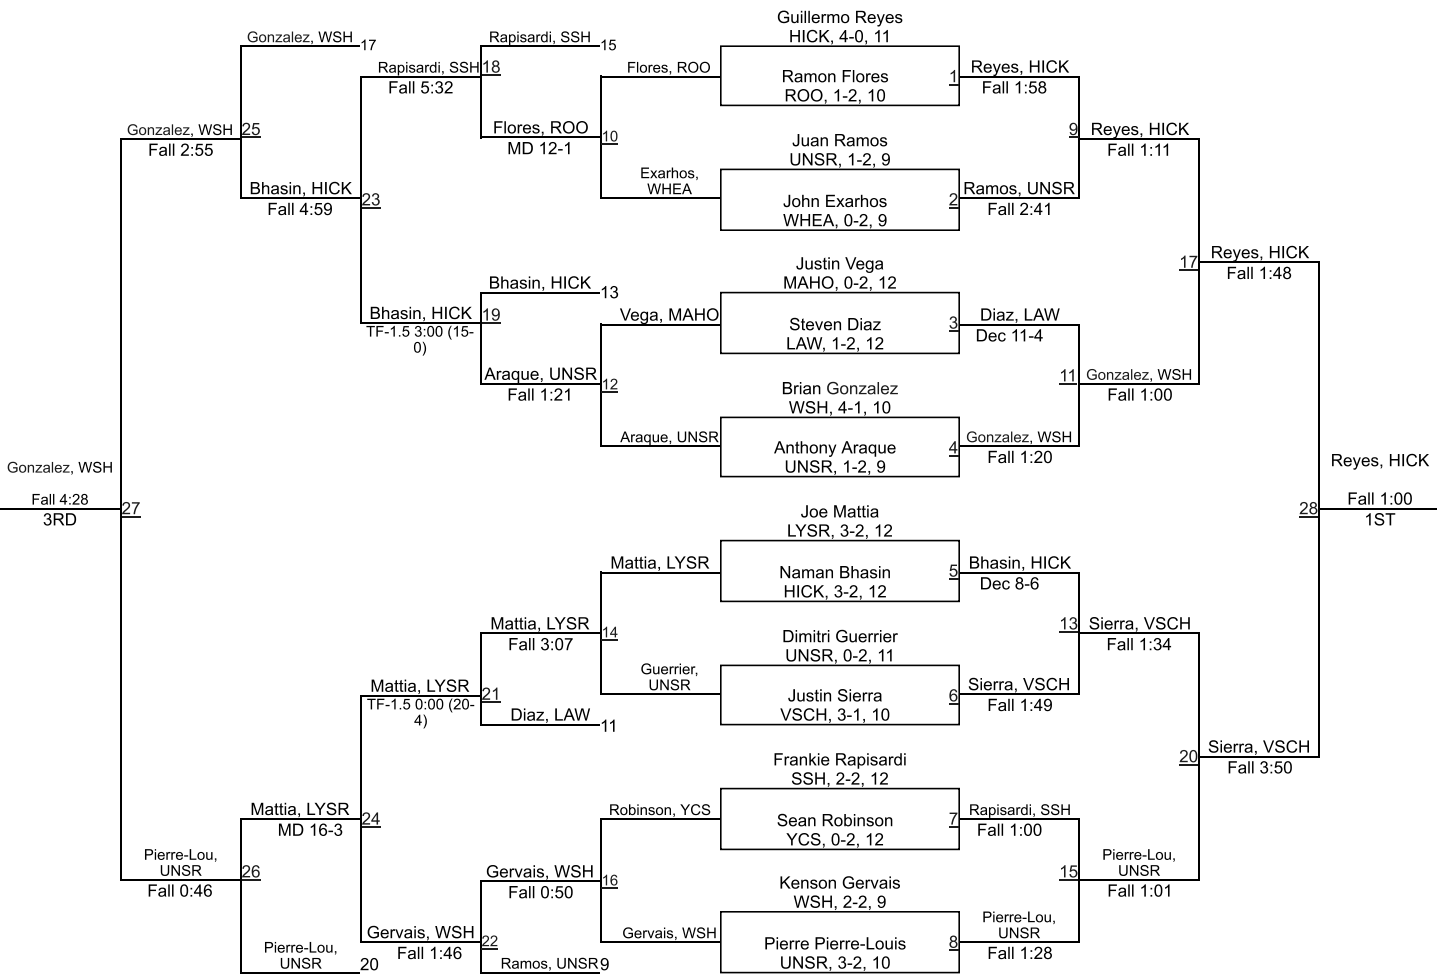 Guillermo Reyes
HICK, 4-0, 11
Gonzalez, WSH
17
Rapisardi, SSH
15
Rapisardi, SSH
18
Fall 5:32
Flores, ROO
Ramon Flores
ROO, 1-2, 10
1
Reyes, HICK
Fall 1:58
Gonzalez, WSH
25
Fall 2:55
Flores, ROO
MD 12-1
10
Juan Ramos
UNSR, 1-2, 9
9
Reyes, HICK
Fall 1:11
Bhasin, HICK
Fall 4:59
23
Exarhos,
WHEA
John Exarhos
WHEA, 0-2, 9
2
Ramos, UNSR
Fall 2:41
Justin Vega
MAHO, 0-2, 12
17
Reyes, HICK
Fall 1:48
Bhasin, HICK
13
Bhasin, HICK
19
TF-1.5 3:00 (15-
0)
Vega, MAHO
Steven Diaz
LAW, 1-2, 12
3
Diaz, LAW
Dec 11-4
Araque, UNSR
Fall 1:21
12
Brian Gonzalez
WSH, 4-1, 10
11
Gonzalez, WSH
Fall 1:00
Araque, UNSR
Anthony Araque
UNSR, 1-2, 9
4
Gonzalez, WSH
Fall 1:20
Gonzalez, WSH
Fall 4:28
3RD
27
Reyes, HICK
28
Fall 1:00
1ST
Joe Mattia
LYSR, 3-2, 12
Mattia, LYSR
Naman Bhasin
HICK, 3-2, 12
5
Bhasin, HICK
Dec 8-6
Mattia, LYSR
Fall 3:07
14
Dimitri Guerrier
UNSR, 0-2, 11
13
Sierra, VSCH
Fall 1:34
Mattia, LYSR
21
TF-1.5 0:00 (20-
4)
Guerrier,
UNSR
Justin Sierra
VSCH, 3-1, 10
6
Sierra, VSCH
Fall 1:49
Diaz, LAW
11
Frankie Rapisardi
SSH, 2-2, 12
20
Sierra, VSCH
Fall 3:50
Mattia, LYSR
MD 16-3
24
Robinson, YCS
Sean Robinson
YCS, 0-2, 12
7
Rapisardi, SSH
Fall 1:00
Pierre-Lou,
UNSR
Fall 0:46
26
Gervais, WSH
Fall 0:50
16
Kenson Gervais
WSH, 2-2, 9
15
Pierre-Lou,
UNSR
Fall 1:01
Gervais, WSH
Fall 1:46
22
Gervais, WSH
Pierre Pierre-Louis
UNSR, 3-2, 10
8
Pierre-Lou,
UNSR
Fall 1:28
Pierre-Lou,
UNSR
20
Ramos, UNSR
9